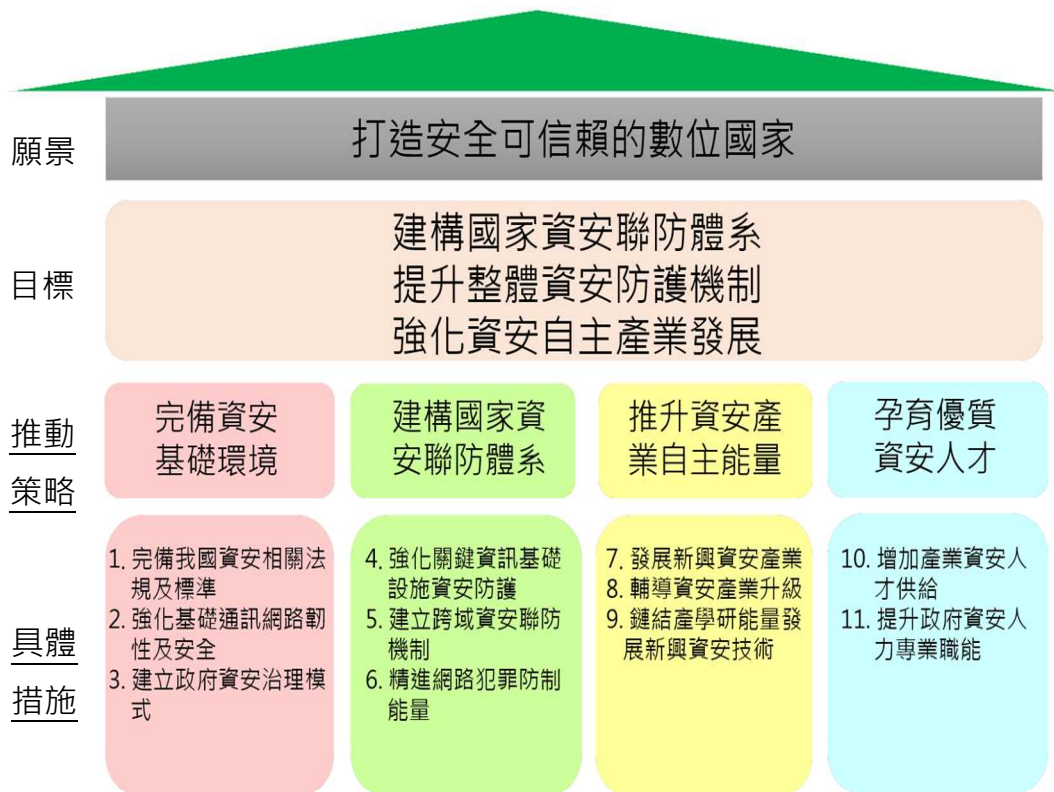 願景
打造安全可信賴的數位國家
目標
建構國家資安聯防體系
提升整體資安防護機制
強化資安自主產業發展
推動
策略
完備資安
基礎環境
建構國家資
安聯防體系
推升資安產
業自主能量
孕育優質
資安人才
具體
措施
1. 完備我國資安相關法
規及標準
2. 強化基礎通訊網路韌
性及安全
3. 建立政府資安治理模
式
4. 強化關鍵資訊基礎
設施資安防護
5. 建立跨域資安聯防
機制
6. 精進網路犯罪防制
能量
7. 發展新興資安產業
8. 輔導資安產業升級
9. 鏈結產學研能量發
展新興資安技術
10. 增加產業資安人
才供給
11. 提升政府資安人
力專業職能